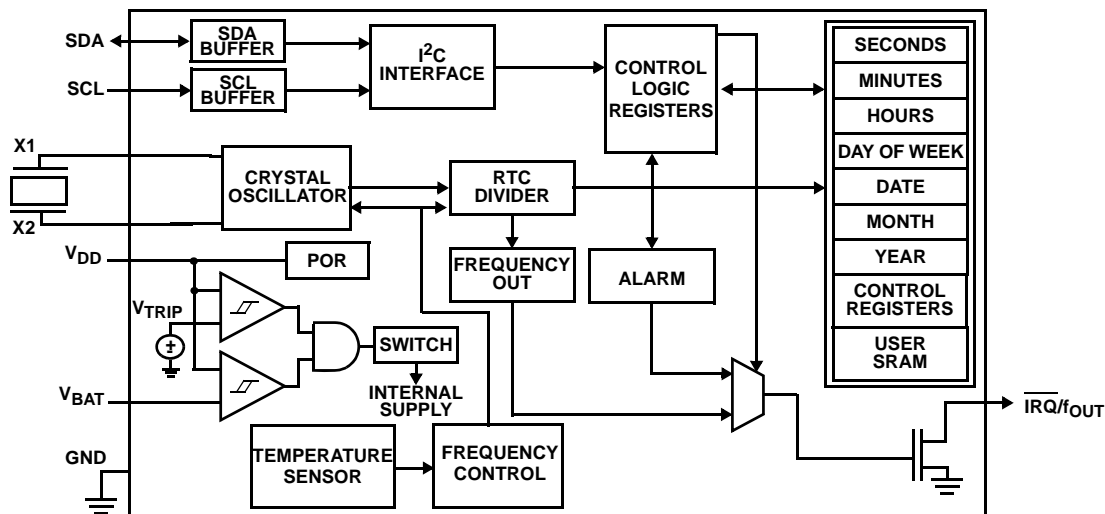 SDA
SDA
BUFFER
I²C
INTERFACE
SCL
SCL
BUFFER
CONTROL
LOGIC
REGISTERS
SECONDS
MINUTES
HOURS
DAY OF WEEK
DATE
MONTH
YEAR
CONTROL
REGISTERS
USER
SRAM
X1
X2
CRYSTAL
OSCILLATOR
RTC
DIVIDER
FREQUENCY
OUT
ALARM
VDD
POR
VTRIP
SWITCH
INTERNAL
SUPPLY
VBAT
GND
TEMPERATURE
SENSOR
FREQUENCY
CONTROL
I̅R̅Q̅/fOUT